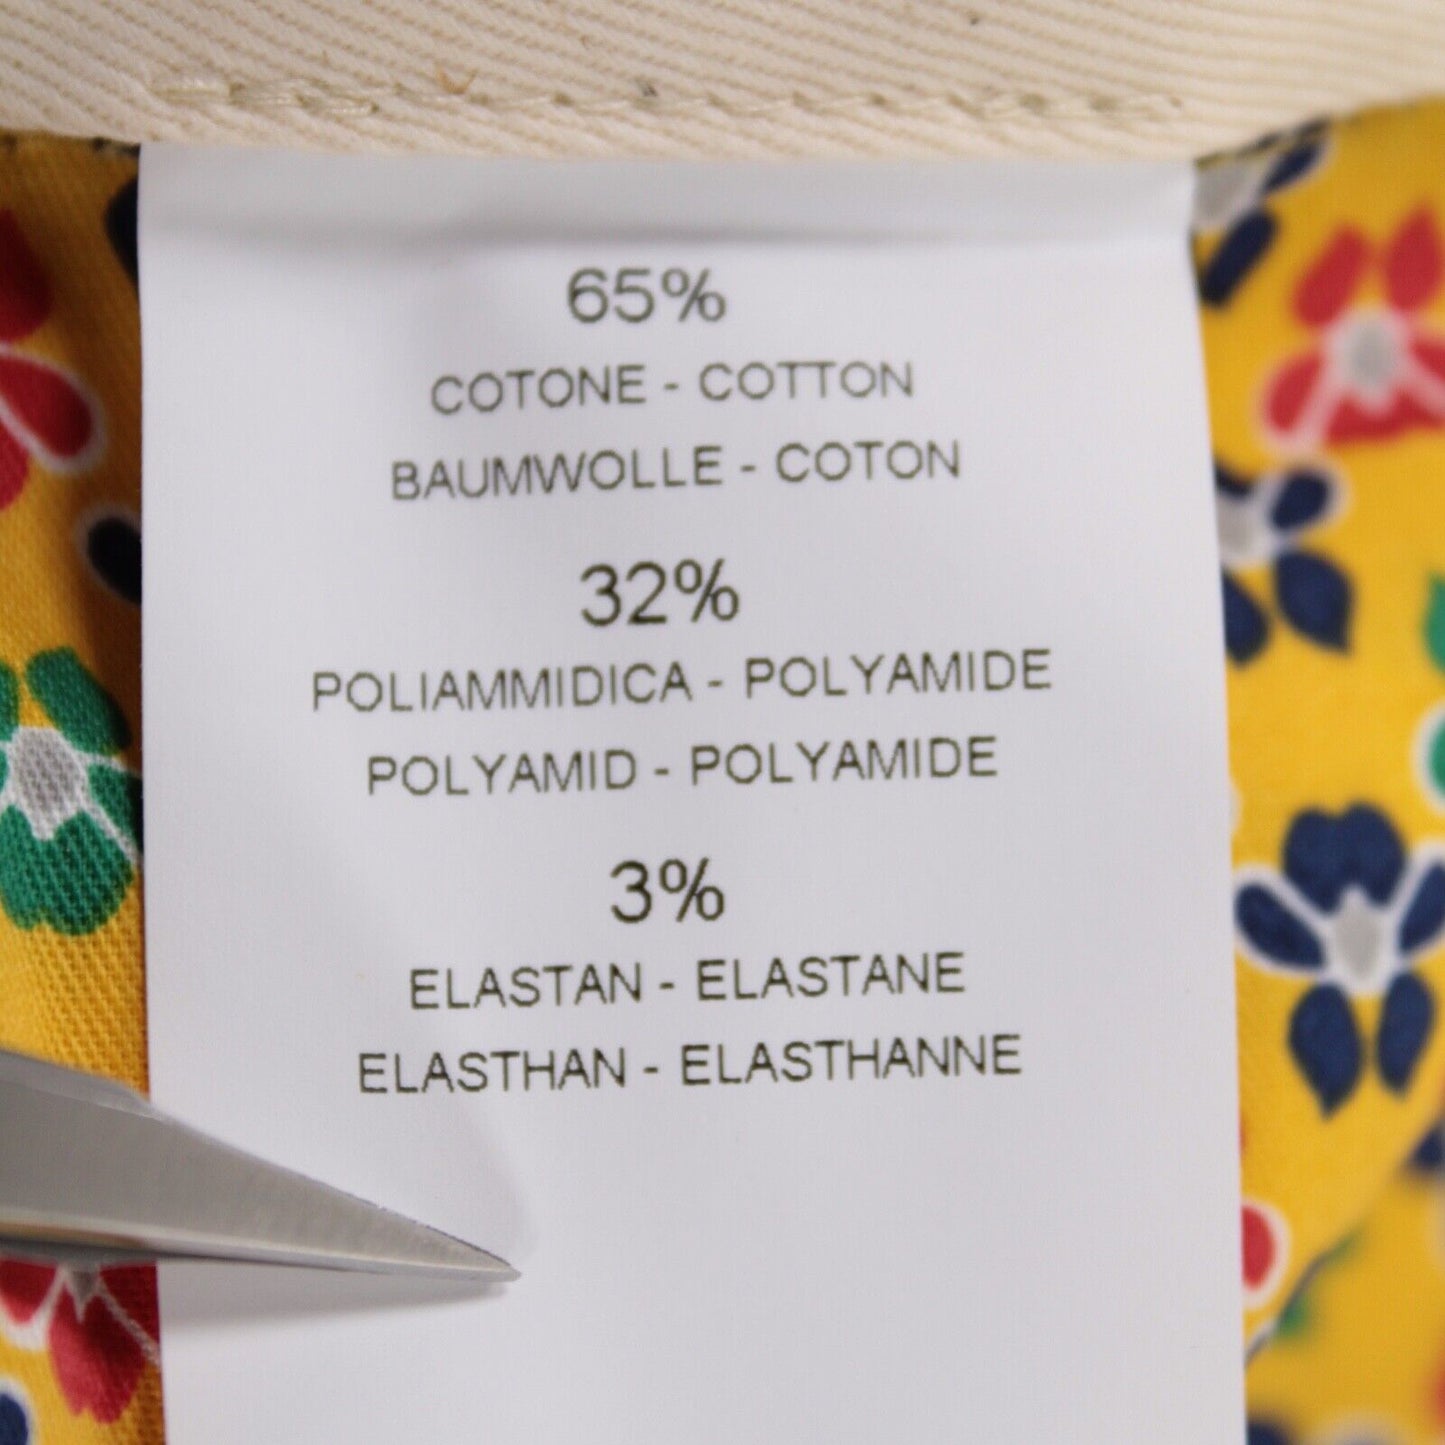 65%
COTONE - COTTON
BAUMWOLLE - COTON
32%
POLIAMMIDICA - POLYAMIDE
POLYAMID - POLYAMIDE
3%
ELASTAN - ELASTANE
ELASTHAN - ELASTHANNE